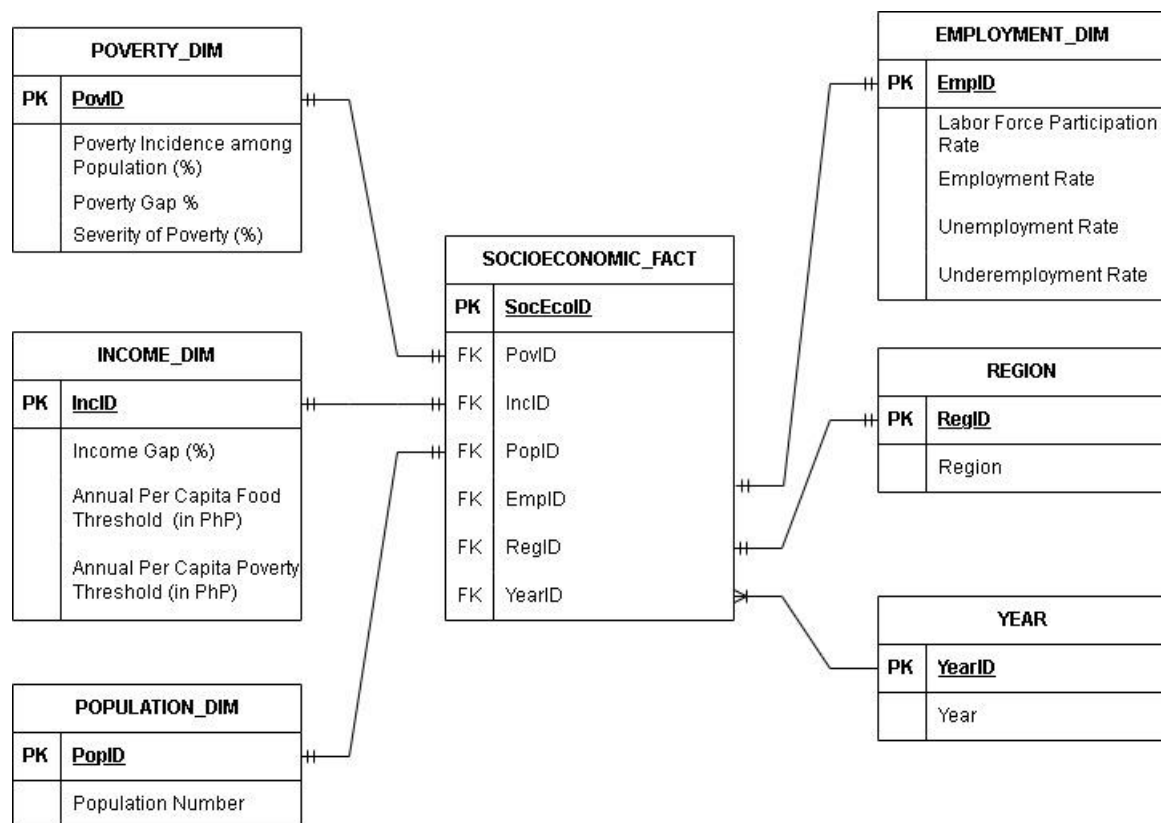 POVERTY_DIM
PK PovID
Poverty Incidence among
Population (%)
Poverty Gap %
Severity of Poverty (%)
INCOME_DIM
PK IncID
Income Gap (%)
Annual Per Capita Food
Threshold (in PhP)
Annual Per Capita Poverty
Threshold (in PhP)
POPULATION_DIM
PK PopID
Population Number
SOCIOECONOMIC_FACT
PK SocEcoID
FK PovID
FK IncID
FK PopID
FK EmpID
FK RegID
FK YearID
EMPLOYMENT_DIM
PK EmpID
Labor Force Participation
Rate
Employment Rate
Unemployment Rate
Underemployment Rate
REGION
PK RegID
Region
YEAR
PK YearID
Year